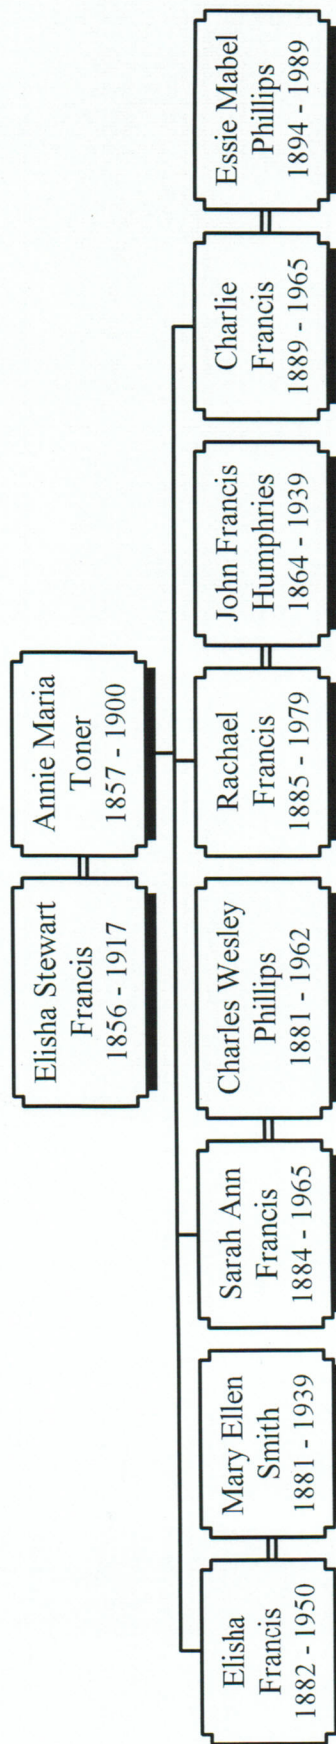 Elisha Stewart
Francis
1856 - 1917
Annie Maria
Toner
1857 - 1900
Elisha
Francis
1882 - 1950
Mary Ellen
Smith
1881 - 1939
Sarah Ann
Francis
1884 - 1965
Charles Wesley
Phillips
1881 - 1962
Rachael
Francis
1885 - 1979
John Francis
Humphries
1864 - 1939
Charlie
Francis
1889 - 1965
Essie Mabel
Phillips
1894 - 1989